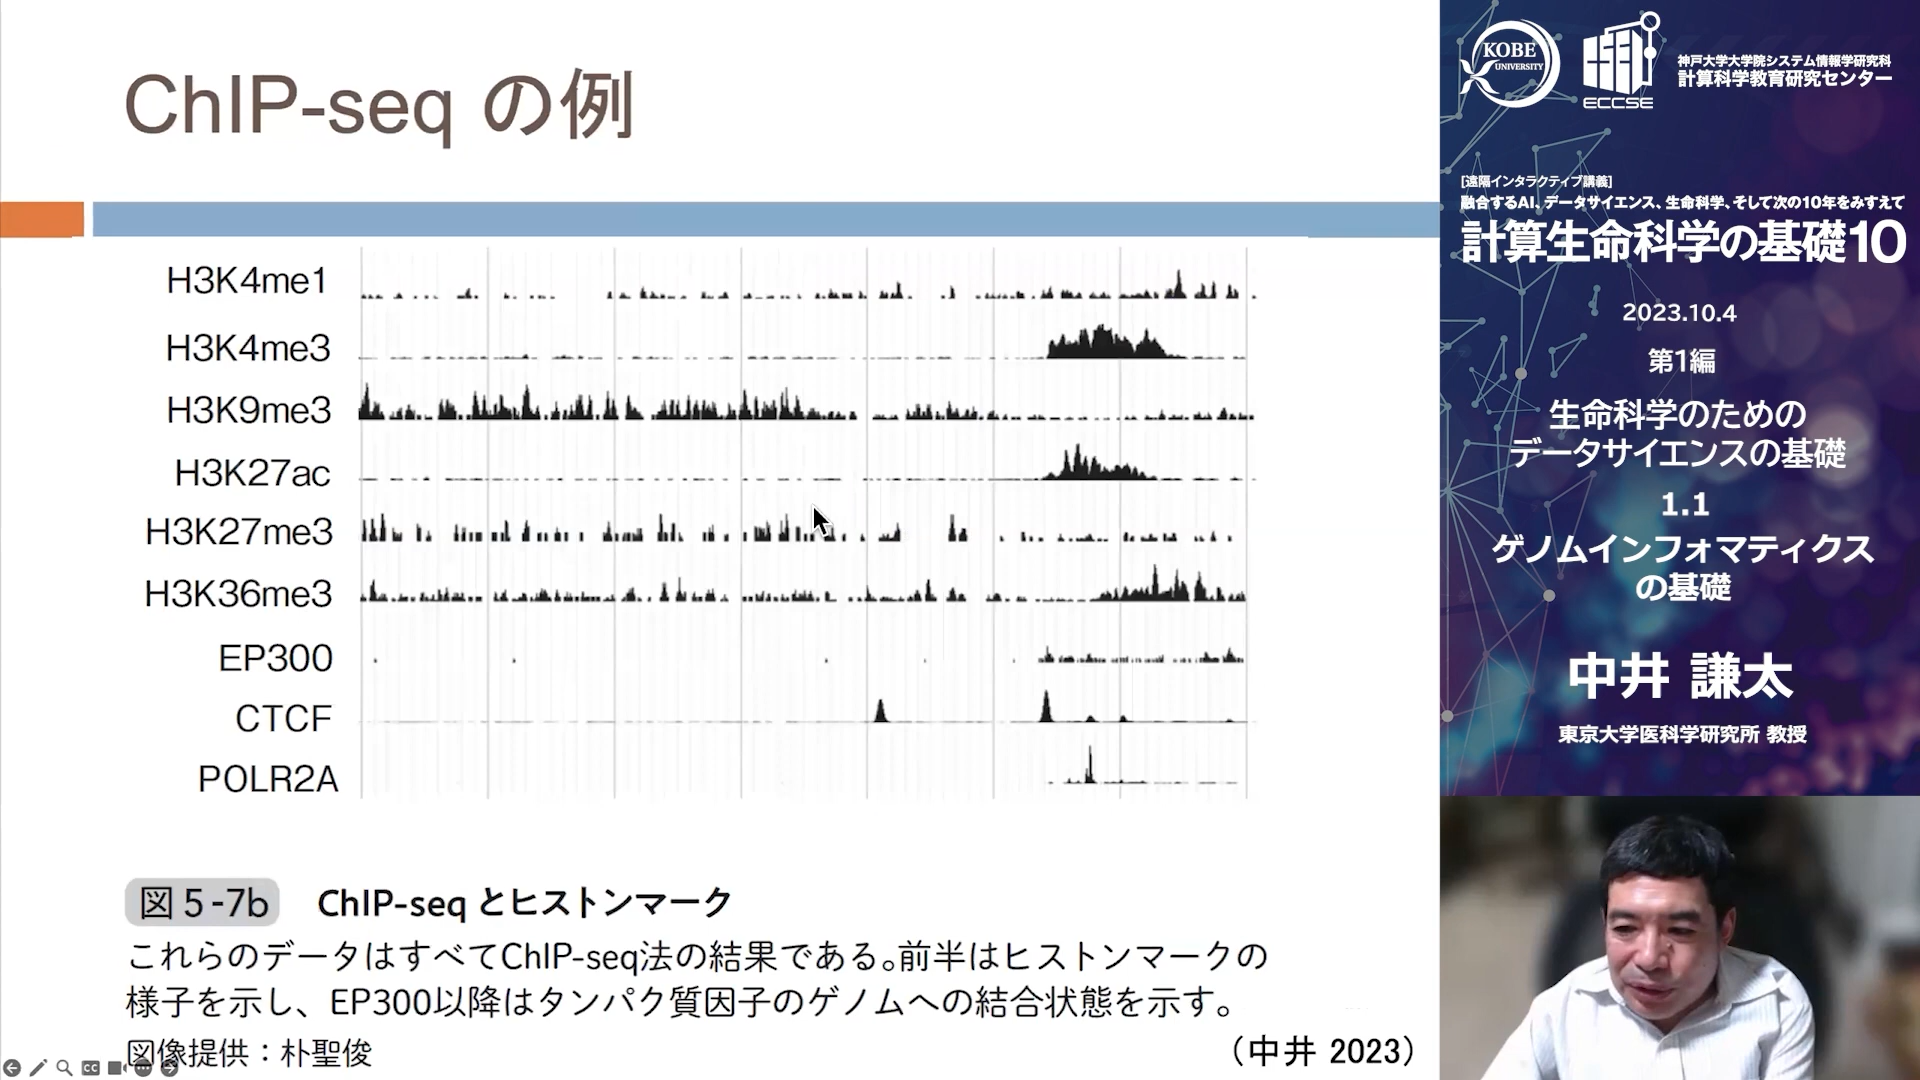 ChIP-seq の例
H3K4me1
H3K4me3
H3K9me3
H3K27ac
H3K27me3
H3K36me3
EP300
CTCF
POLR2A
図 5-7b ChIP-seq とヒストンマーク
これらのデータはすべてChIP-seq法の結果である。前半はヒストンマークの
様子を示し、EP300以降はタンパク質因子のゲノムへの結合状態を示す。
図像提供：朴聖俊
（中井 2023）
KOBE
UNIVERSITY
ECCSE
神戸大学大学院システム情報学研究科
計算科学教育研究センター
[遠隔インタラクティブ講義]
融合するAI、データサイエンス、生命科学、そして次の10年をみすえて
計算生命科学の基礎10
2023.10.4
第1編
生命科学のための
データサイエンスの基礎
1.1
ゲノムインフォマティクス
の基礎
中井 謙太
東京大学医科学研究所 教授
CC